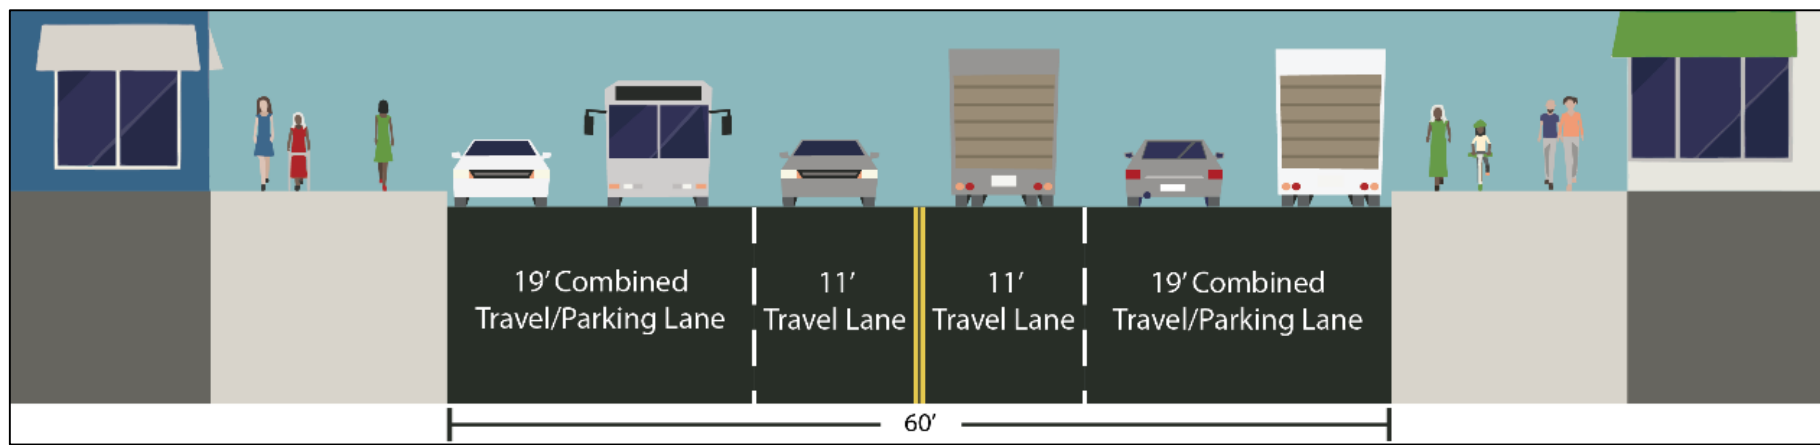 19’ Combined
Travel/Parking Lane
11’
Travel Lane
11’
Travel Lane
19’ Combined
Travel/Parking Lane
60’